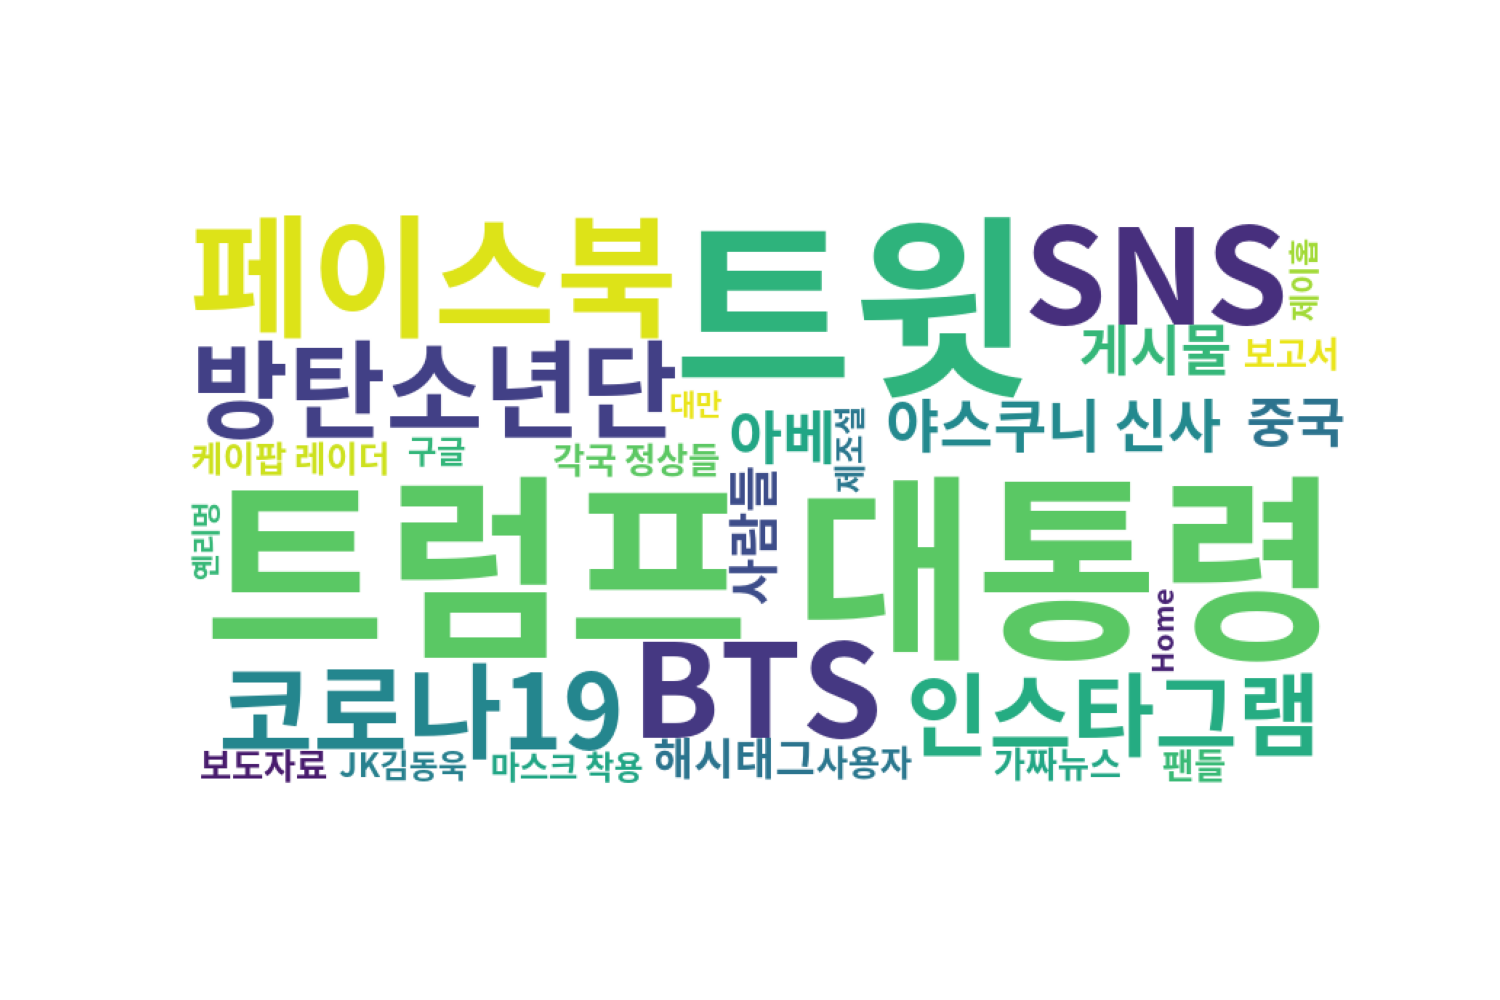 페이스북
트윗
SNS
제이홉
방탄소년단
게시물
보고서
대만
아베
제조설
야스쿠니 신사
중국
케이팝 레이더
구글
각국 정상들
옌리멍
트럼프 대통령
사람들
Home
코로나19
BTS
인스타그램
보도자료
JK김동욱
마스크 착용
해시태그
사용자
가짜뉴스
팬들